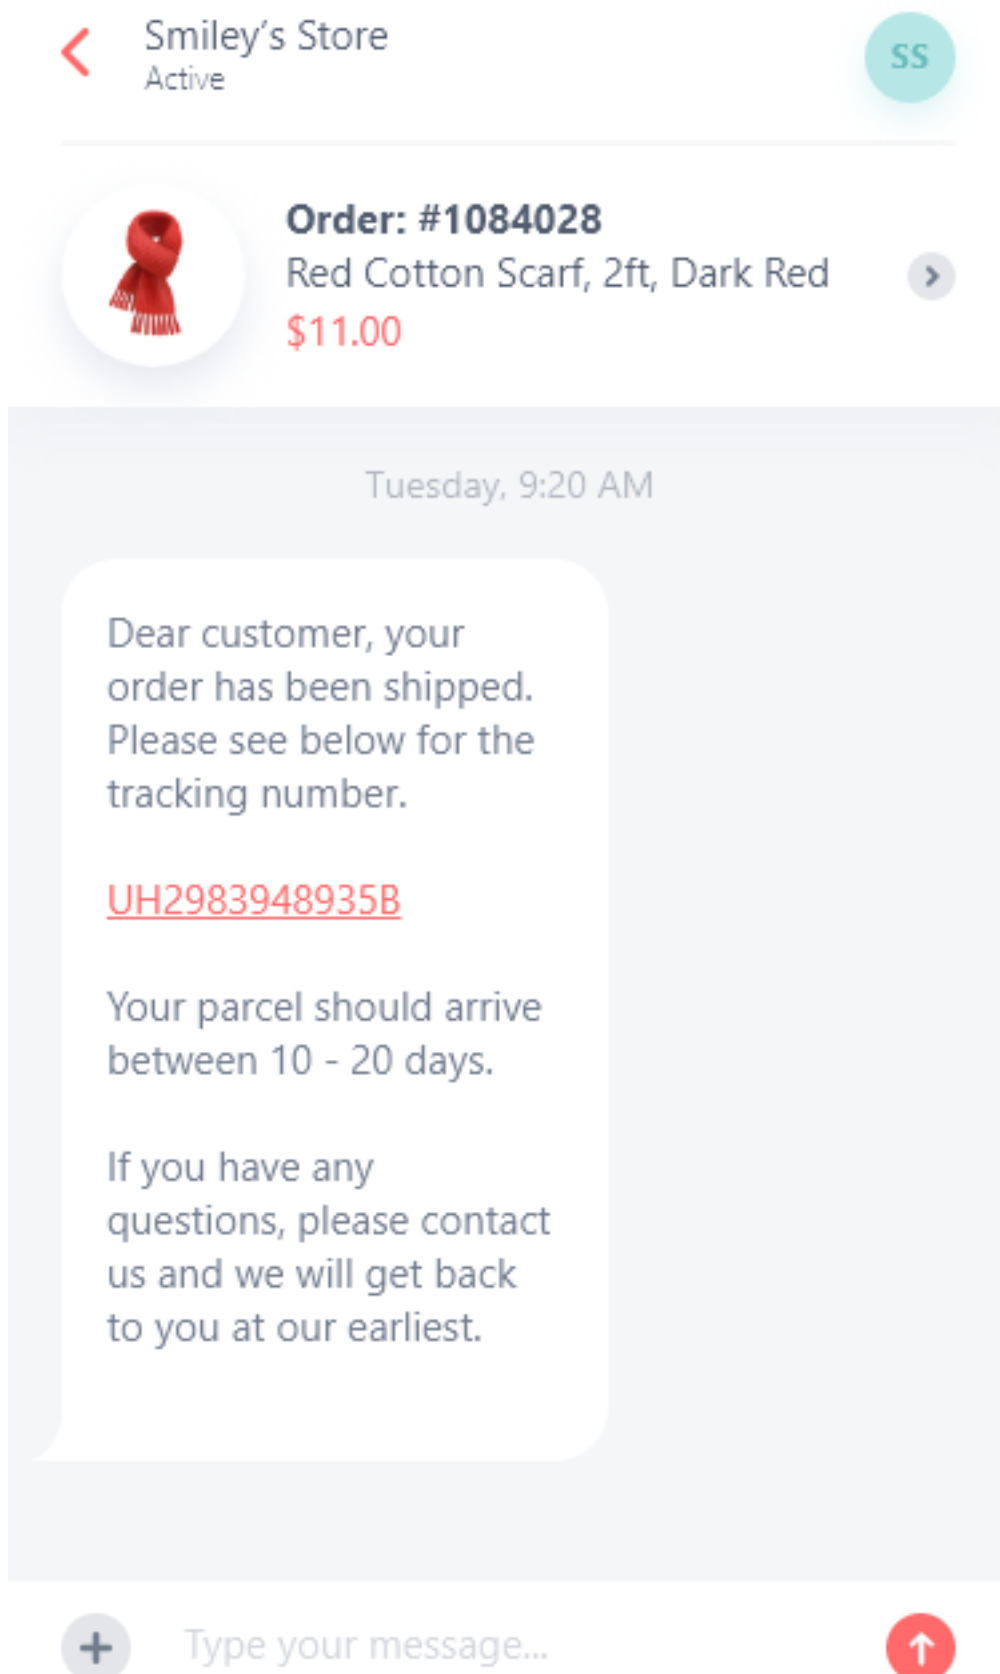 Smiley’s Store
Active
SS
Order: #1084028
Red Cotton Scarf, 2ft, Dark Red
$11.00
Tuesday, 9:20 AM
Dear customer, your
order has been shipped.
Please see below for the
tracking number.
UH2983948935B
Your parcel should arrive
between 10 - 20 days.
If you have any
questions, please contact
us and we will get back
to you at our earliest.
Type your message...